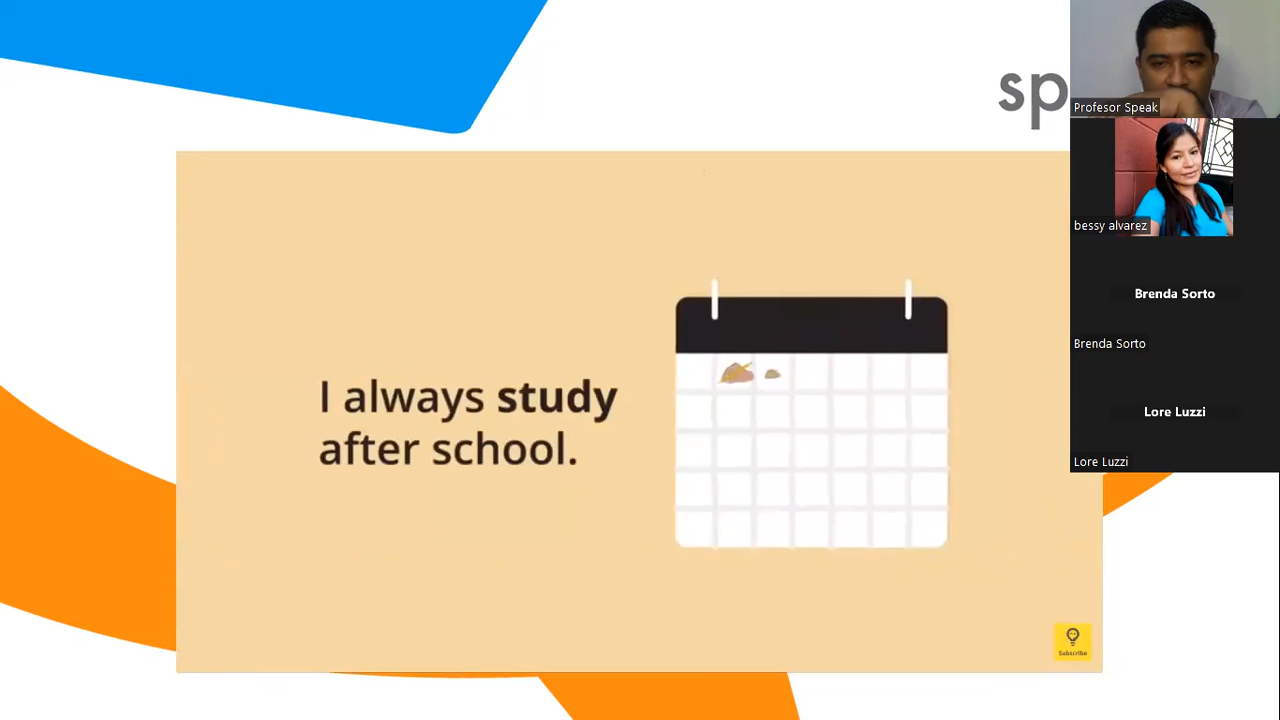 sp
Profesor Speak
bessy alvarez
Brenda Sorto
Brenda Sorto
Lore Luzzi
Lore Luzzi
I always study
after school.
Subscribe